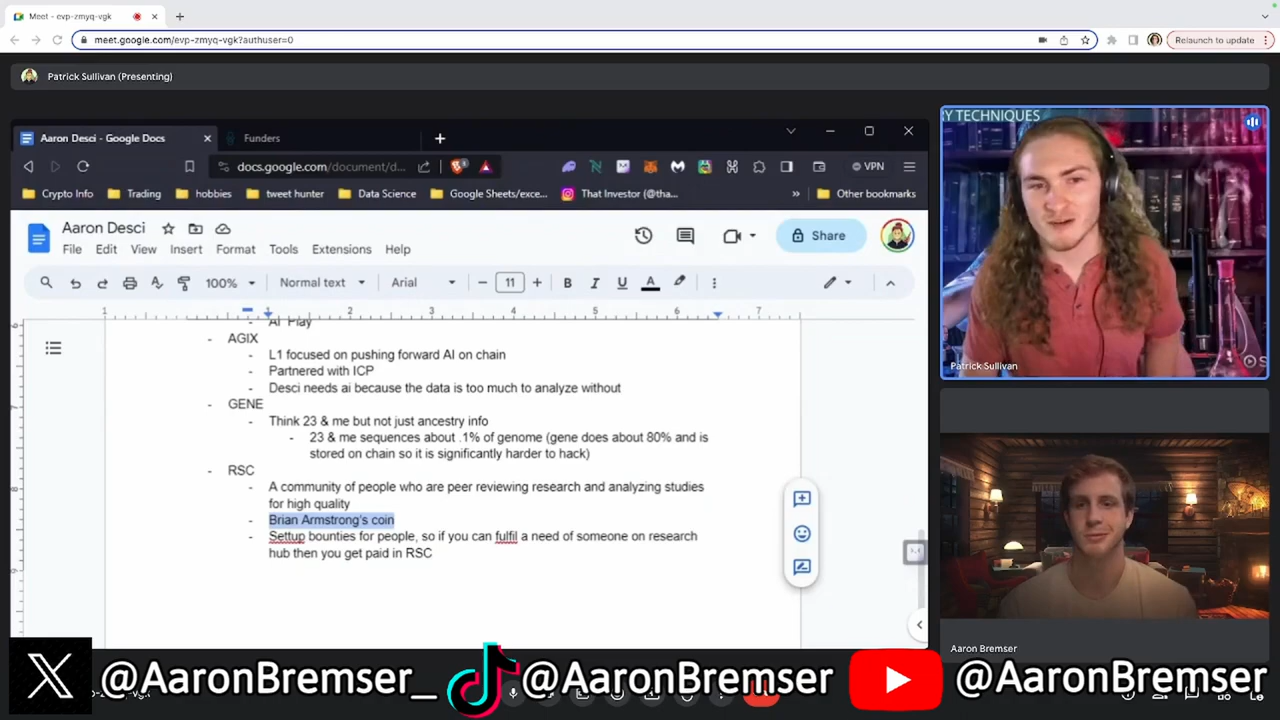 Meet - evp-zmyq-vgk
meet.google.com/evp-zmyq-vgk?authuser=0
Relaunch to update
Patrick Sullivan (Presenting)
Aaron Desci - Google Docs
Funders
docs.google.com/document/d...
VPN
Crypto Info
Trading
hobbies
tweet hunter
Data Science
Google Sheets/exce...
That Investor (@tha...
»
Other bookmarks
Aaron Desci
File Edit View Insert Format Tools Extensions Help
Share
100% Normal text Arial 11 B I U A
1 1 2 3 4 5 6 7
- AI Play
- AGIX
- L1 focused on pushing forward AI on chain
- Partnered with ICP
- Desci needs ai because the data is too much to analyze without
- GENE
- Think 23 & me but not just ancestry info
- 23 & me sequences about .1% of genome (gene does about 80% and is
stored on chain so it is significantly harder to hack)
- RSC
- A community of people who are peer reviewing research and analyzing studies
for high quality
- Brian Armstrong's coin
- Settup bounties for people, so if you can fulfil a need of someone on research
hub then you get paid in RSC
Y TECHNIQUES
Patrick Sullivan
Aaron Bremser
@AaronBremser_
@AaronBremser
@AaronBremser